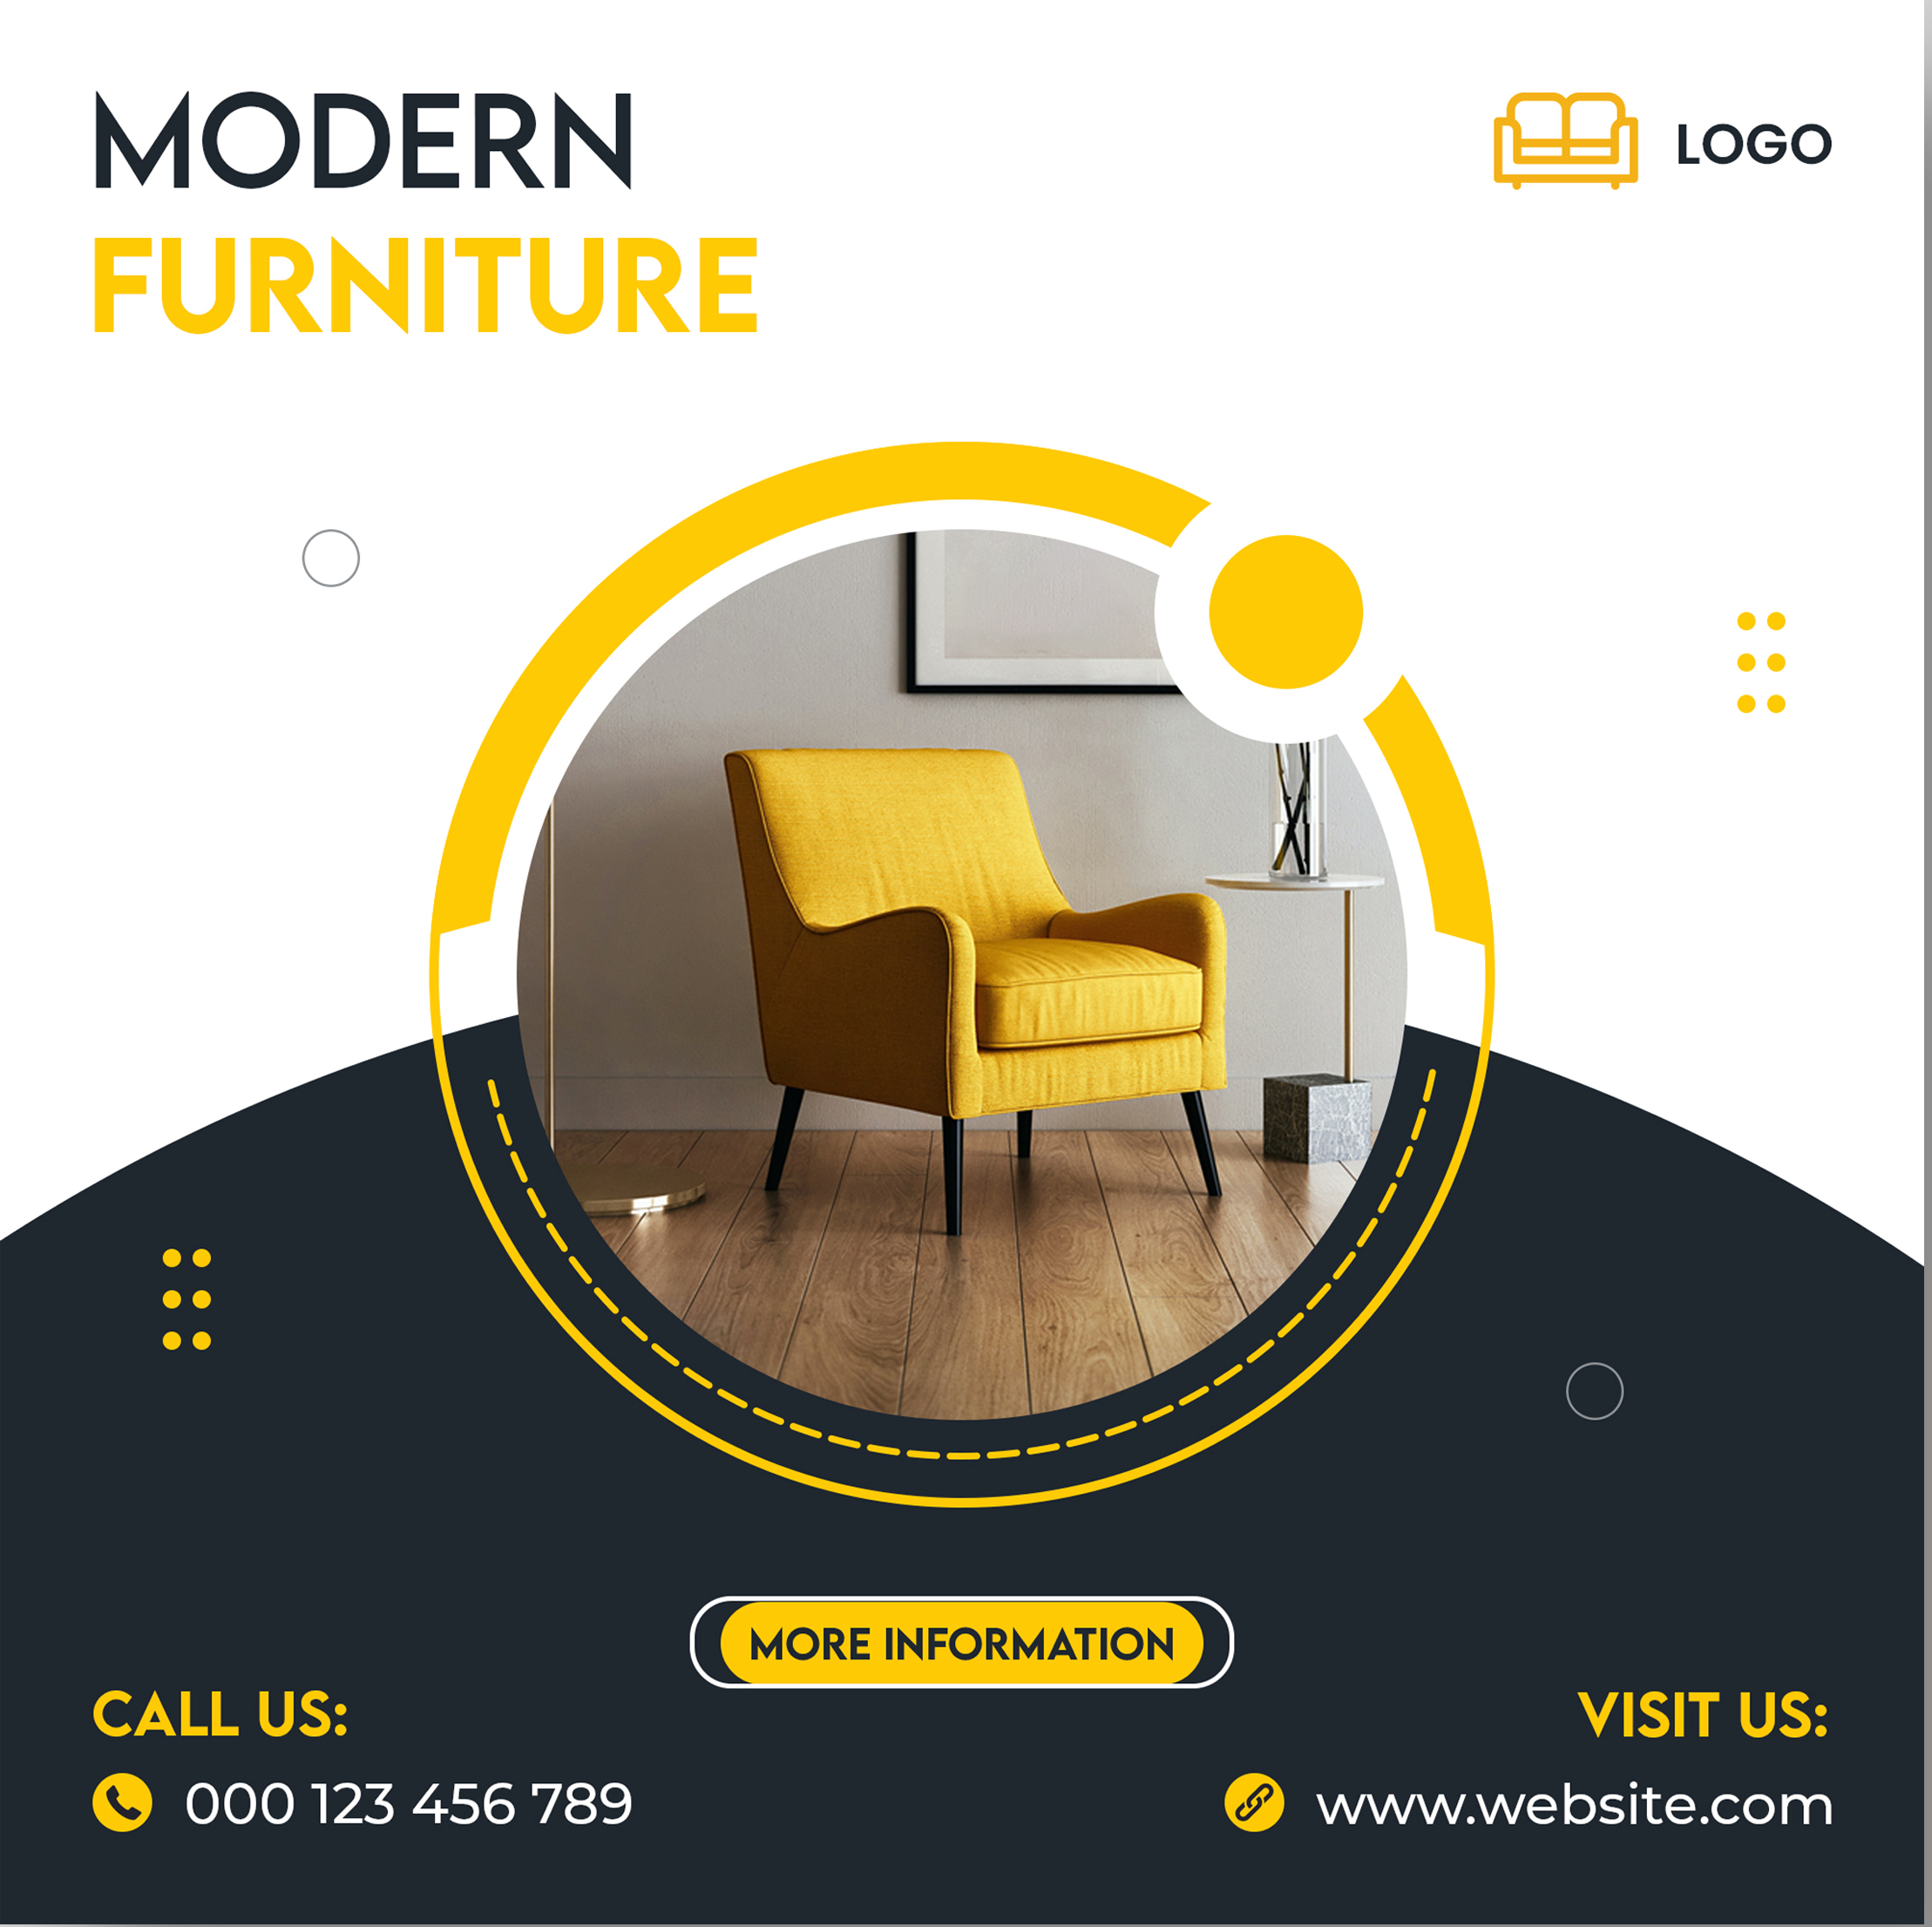 MODERN
FURNITURE
LOGO
MORE INFORMATION
CALL US:
000 123 456 789
VISIT US:
www.website.com